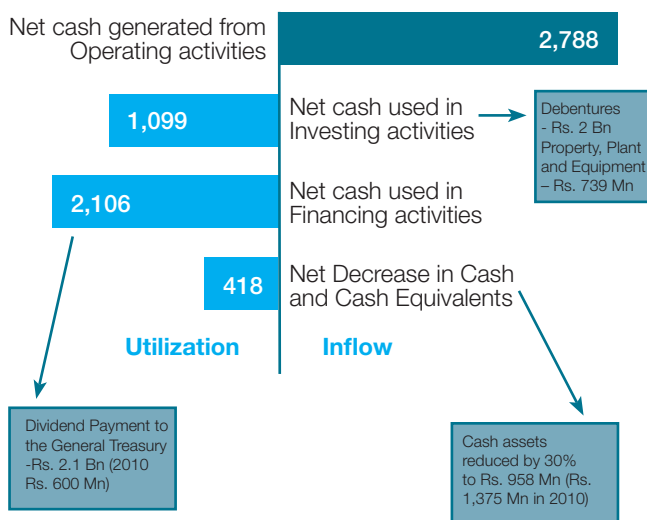 Net cash generated from
Operating activities
2,788
1,099
Net cash used in
Investing activities
Debentures
- Rs. 2 Bn
Property, Plant
and Equipment
– Rs. 739 Mn
2,106
Net cash used in
Financing activities
418
Net Decrease in Cash
and Cash Equivalents
Utilization
Inflow
Dividend Payment to
the General Treasury
-Rs. 2.1 Bn (2010
Rs. 600 Mn)
Cash assets
reduced by 30%
to Rs. 958 Mn (Rs.
1,375 Mn in 2010)